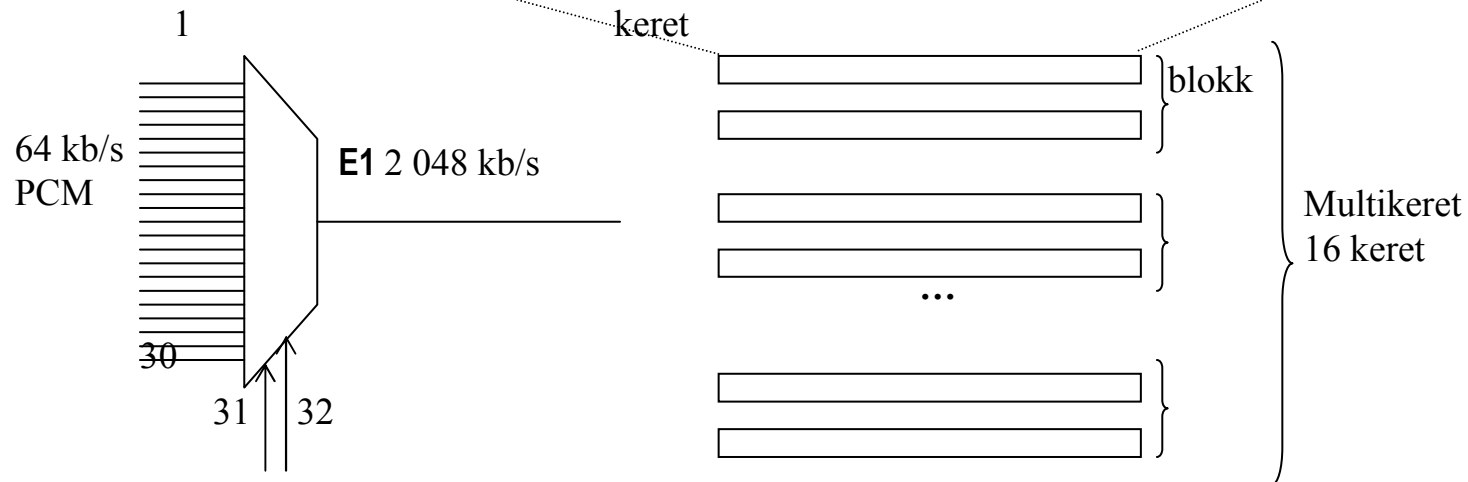 1
keret
blokk
64 kb/s
PCM
E1 2 048 kb/s
Multikeret
16 keret
...
30
31
32